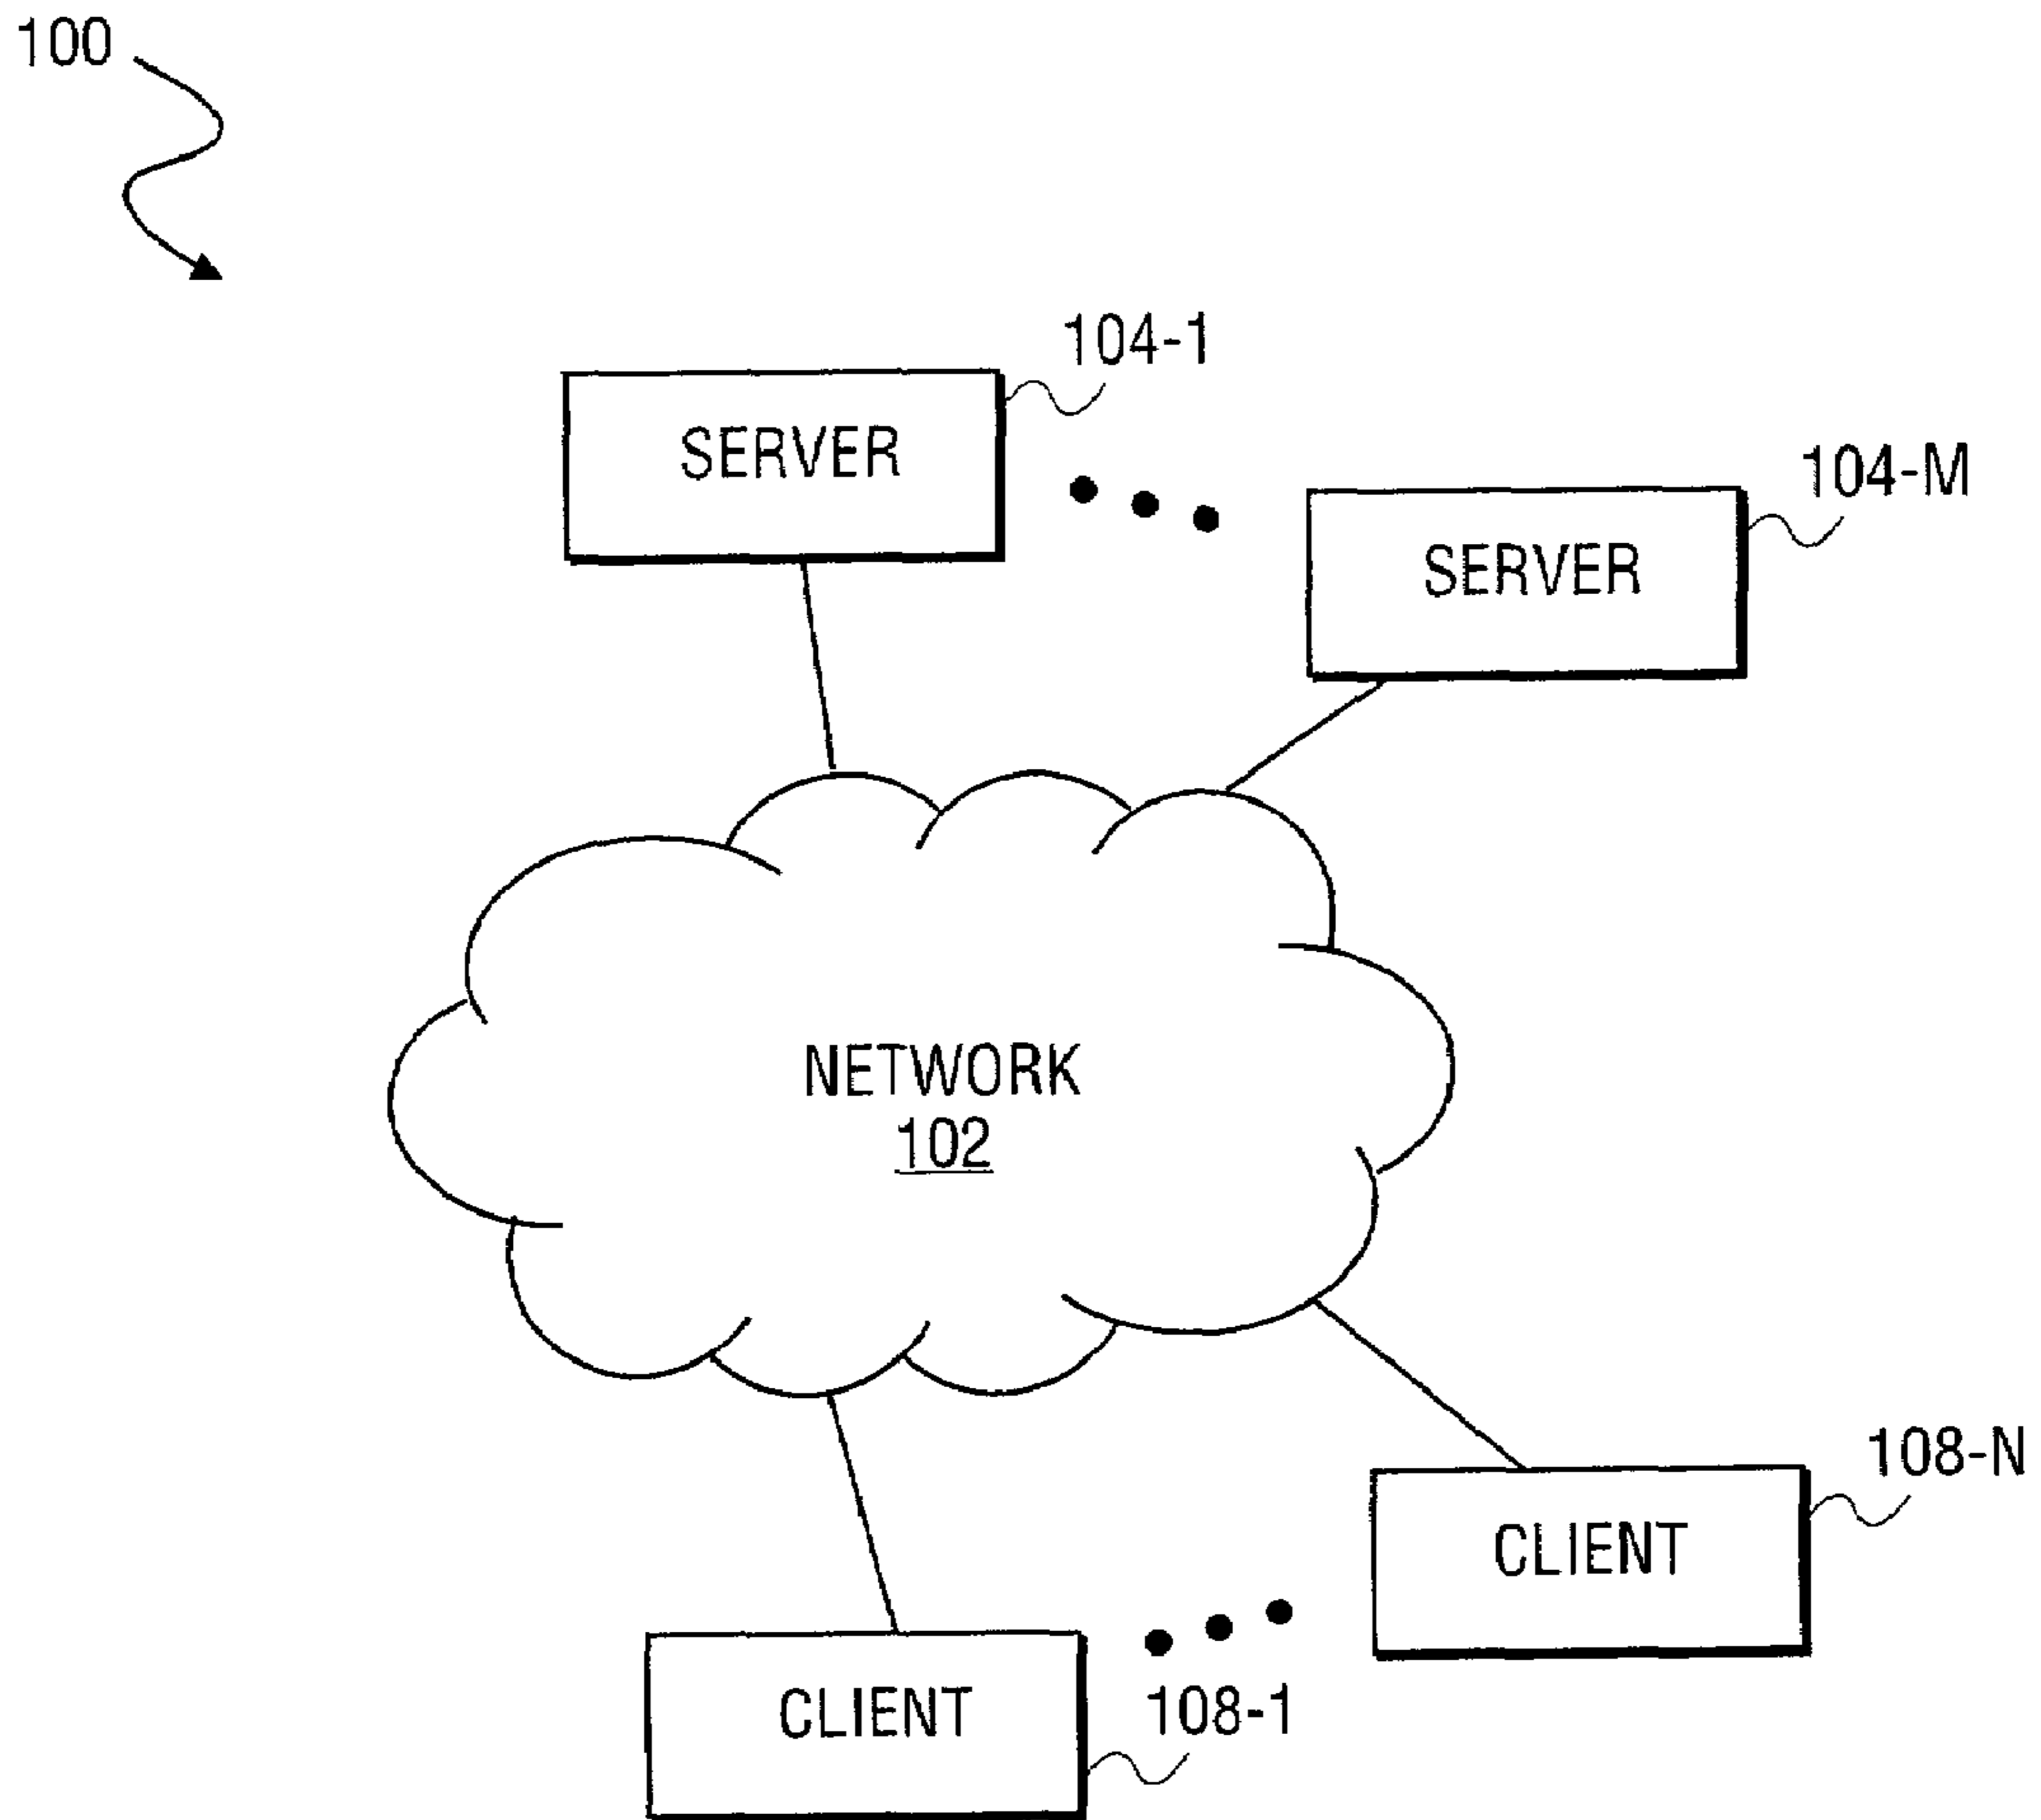 100
104-1
SERVER
104-M
SERVER
NETWORK
102
108-N
CLIENT
108-1
CLIENT